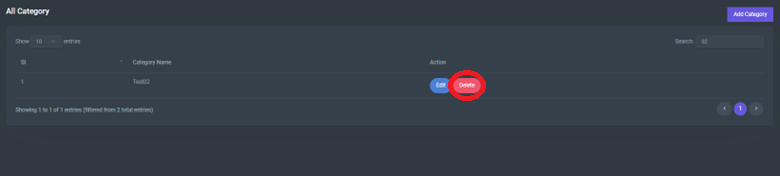 All Category
Add Category
Show 10 entries
Search: 02
Sl Category Name Action
1 Test02 Edit Delete
Showing 1 to 1 of 1 entries (filtered from 2 total entries)
1